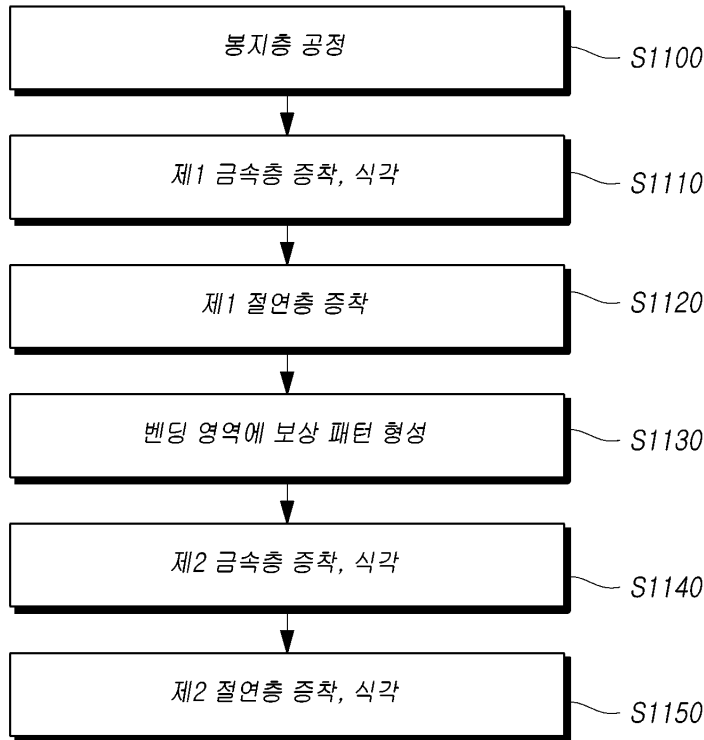 봉지층 공정
S1100
제1 금속층 증착, 식각
S1110
제1 절연층 증착
S1120
벤딩 영역에 보상 패턴 형성
S1130
제2 금속층 증착, 식각
S1140
제2 절연층 증착, 식각
S1150